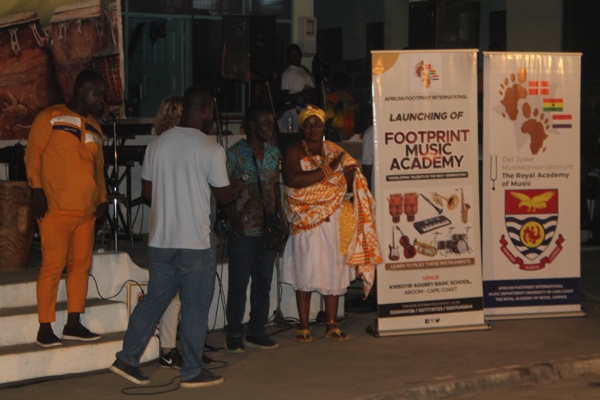 AFRICAN FOOTPRINT INTERNATIONAL
LAUNCHING OF
FOOTPRINT
MUSIC
ACADEMY
LEARN TO PLAY THESE INSTRUMENTS
VENUE:
KWEGYIR AGGREY BASIC SCHOOL,
ABOOM - CAPE COAST
Det Jyske
Musikkonservatorium
The Royal Academy
of Music
AFRICAN FOOTPRINT INTERNATIONAL
MUSIC DEPARTMENT UNIVERSITY OF CAPE COAST
THE ROYAL ACADEMY OF MUSIC,